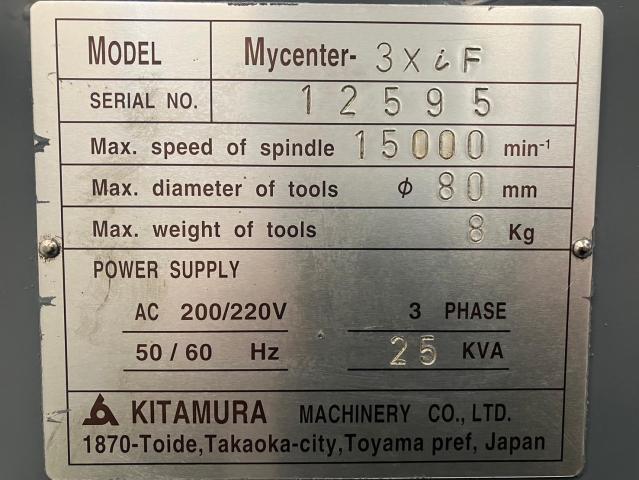 MODEL Mycenter- 3XiF
SERIAL NO. 12595
Max. speed of spindle 15000 min-1
Max. diameter of tools φ 80 mm
Max. weight of tools 8 Kg
POWER SUPPLY
AC 200/220V 3 PHASE
50/60 Hz 25 KVA
KITAMURA MACHINERY CO., LTD.
1870-Toide,Takaoka-city,Toyama pref, Japan